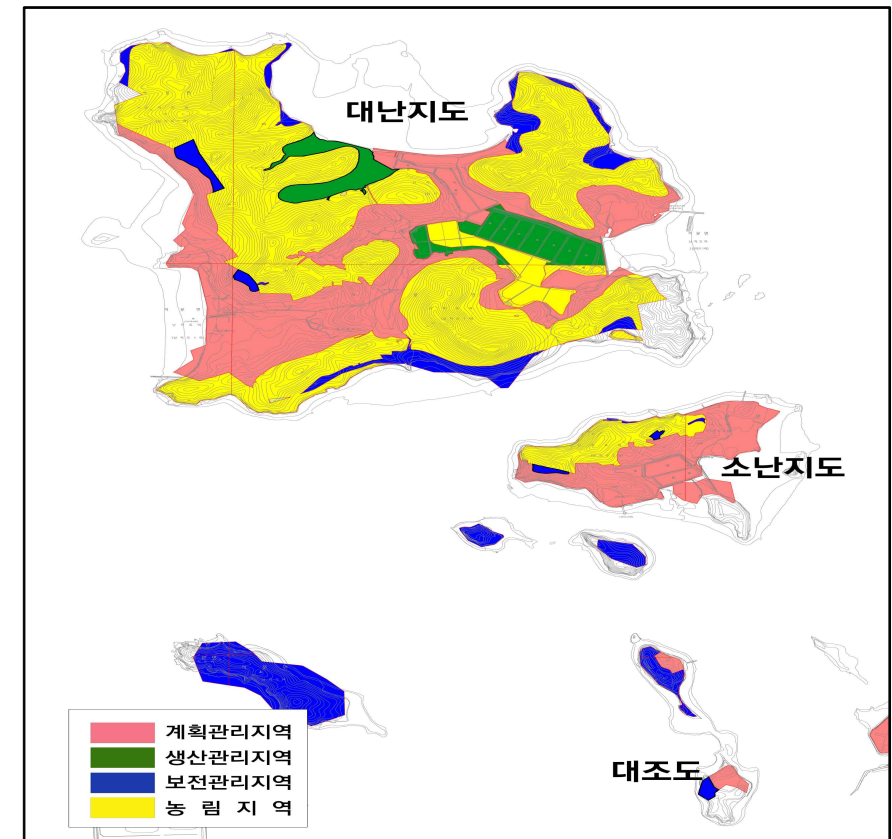 대난지도
소난지도
대조도
계획관리지역
생산관리지역
보전관리지역
농 림 지 역